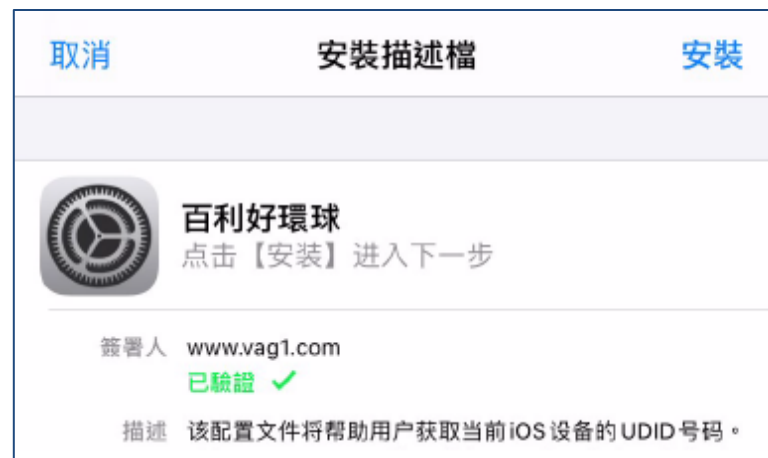 取消 安裝描述檔 安裝
百利好環球
点击【安装】进入下一步
簽署人 www.vag1.com
已驗證 ✓
描述 该配置文件将帮助用户获取当前iOS设备的UDID号码。